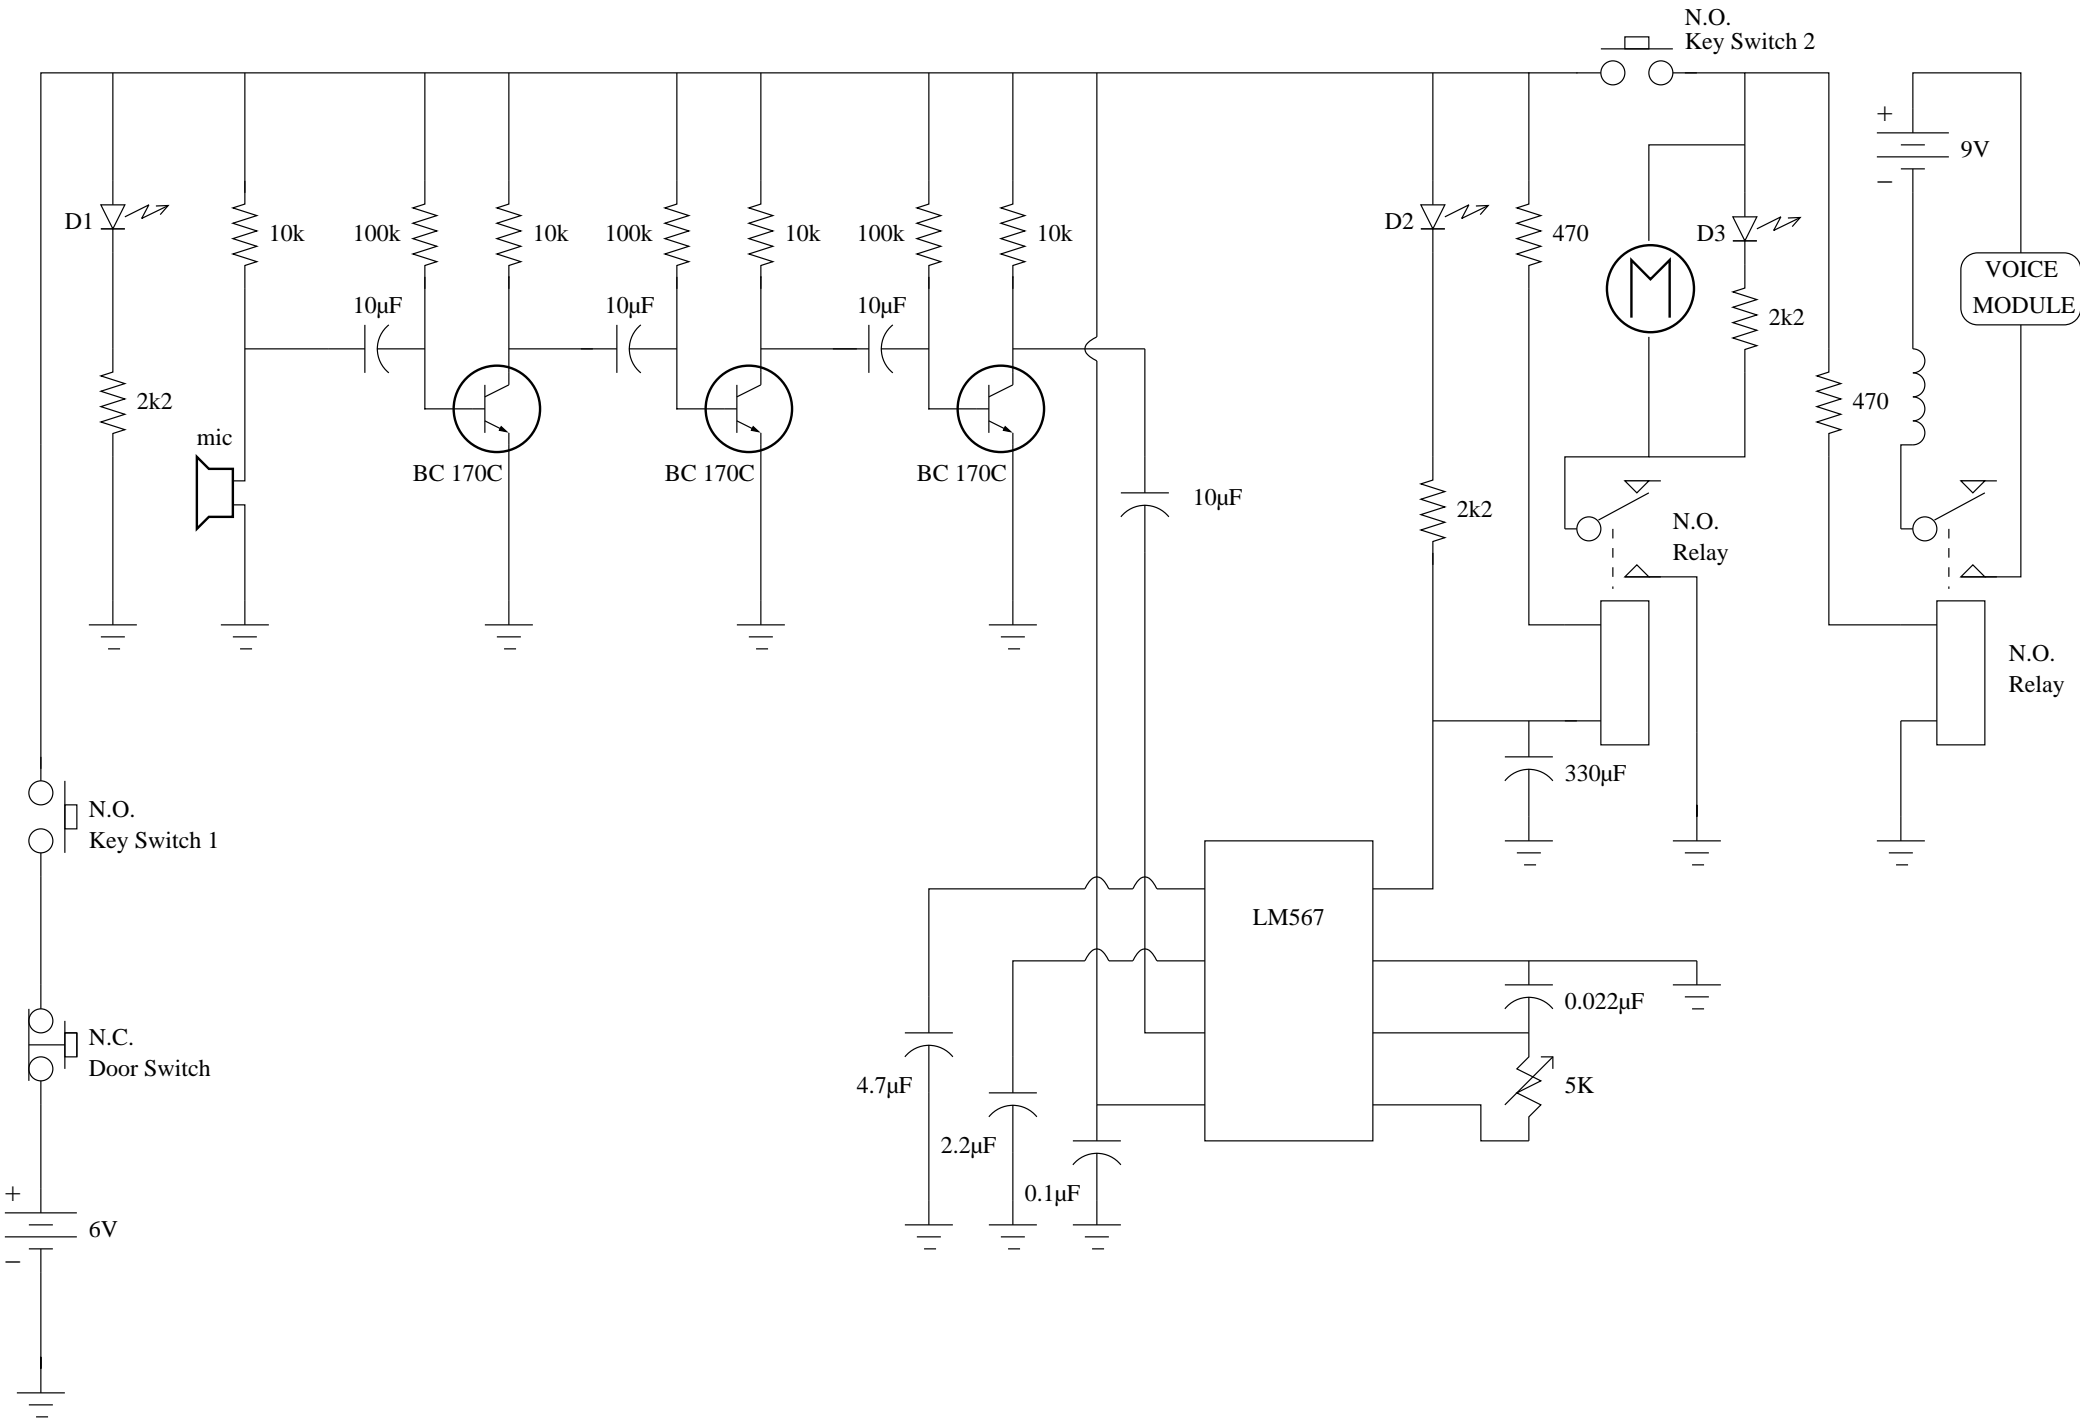 N.O.
Key Switch 2
+
9V
−
D1
10k
100k
10k
100k
10k
100k
10k
D2
470
D3
VOICE
MODULE
10µF
10µF
10µF
2k2
2k2
470
mic
BC 170C
BC 170C
BC 170C
10µF
2k2
N.O.
Relay
N.O.
Relay
330µF
N.O.
Key Switch 1
LM567
0.022µF
N.C.
Door Switch
4.7µF
5K
2.2µF
0.1µF
+
6V
−